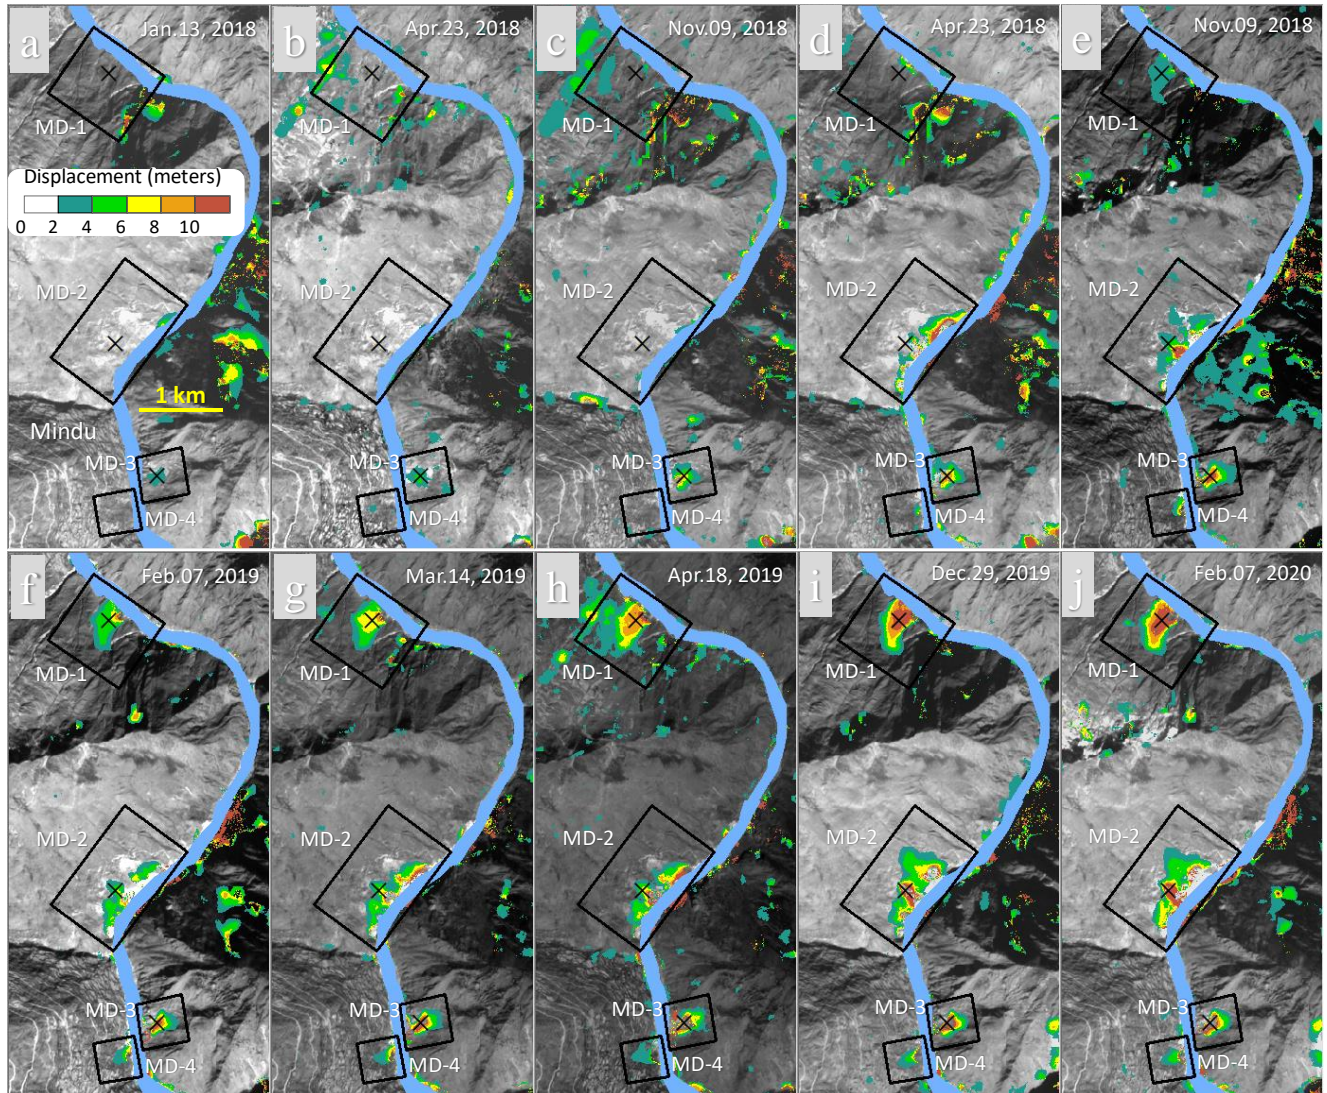 a
Jan.13, 2018
MD-1
Displacement (meters)
0 2 4 6 8 10
MD-2
1 km
Mindu
MD-3
MD-4
b
Apr.23, 2018
MD-1
MD-2
MD-3
MD-4
c
Nov.09, 2018
MD-1
MD-2
MD-3
MD-4
d
Apr.23, 2018
MD-1
MD-2
MD-3
MD-4
e
Nov.09, 2018
MD-1
MD-2
MD-3
MD-4
f
Feb.07, 2019
MD-1
MD-2
MD-3
MD-4
g
Mar.14, 2019
MD-1
MD-2
MD-3
MD-4
h
Apr.18, 2019
MD-1
MD-2
MD-3
MD-4
i
Dec.29, 2019
MD-1
MD-2
MD-3
MD-4
j
Feb.07, 2020
MD-1
MD-2
MD-3
MD-4